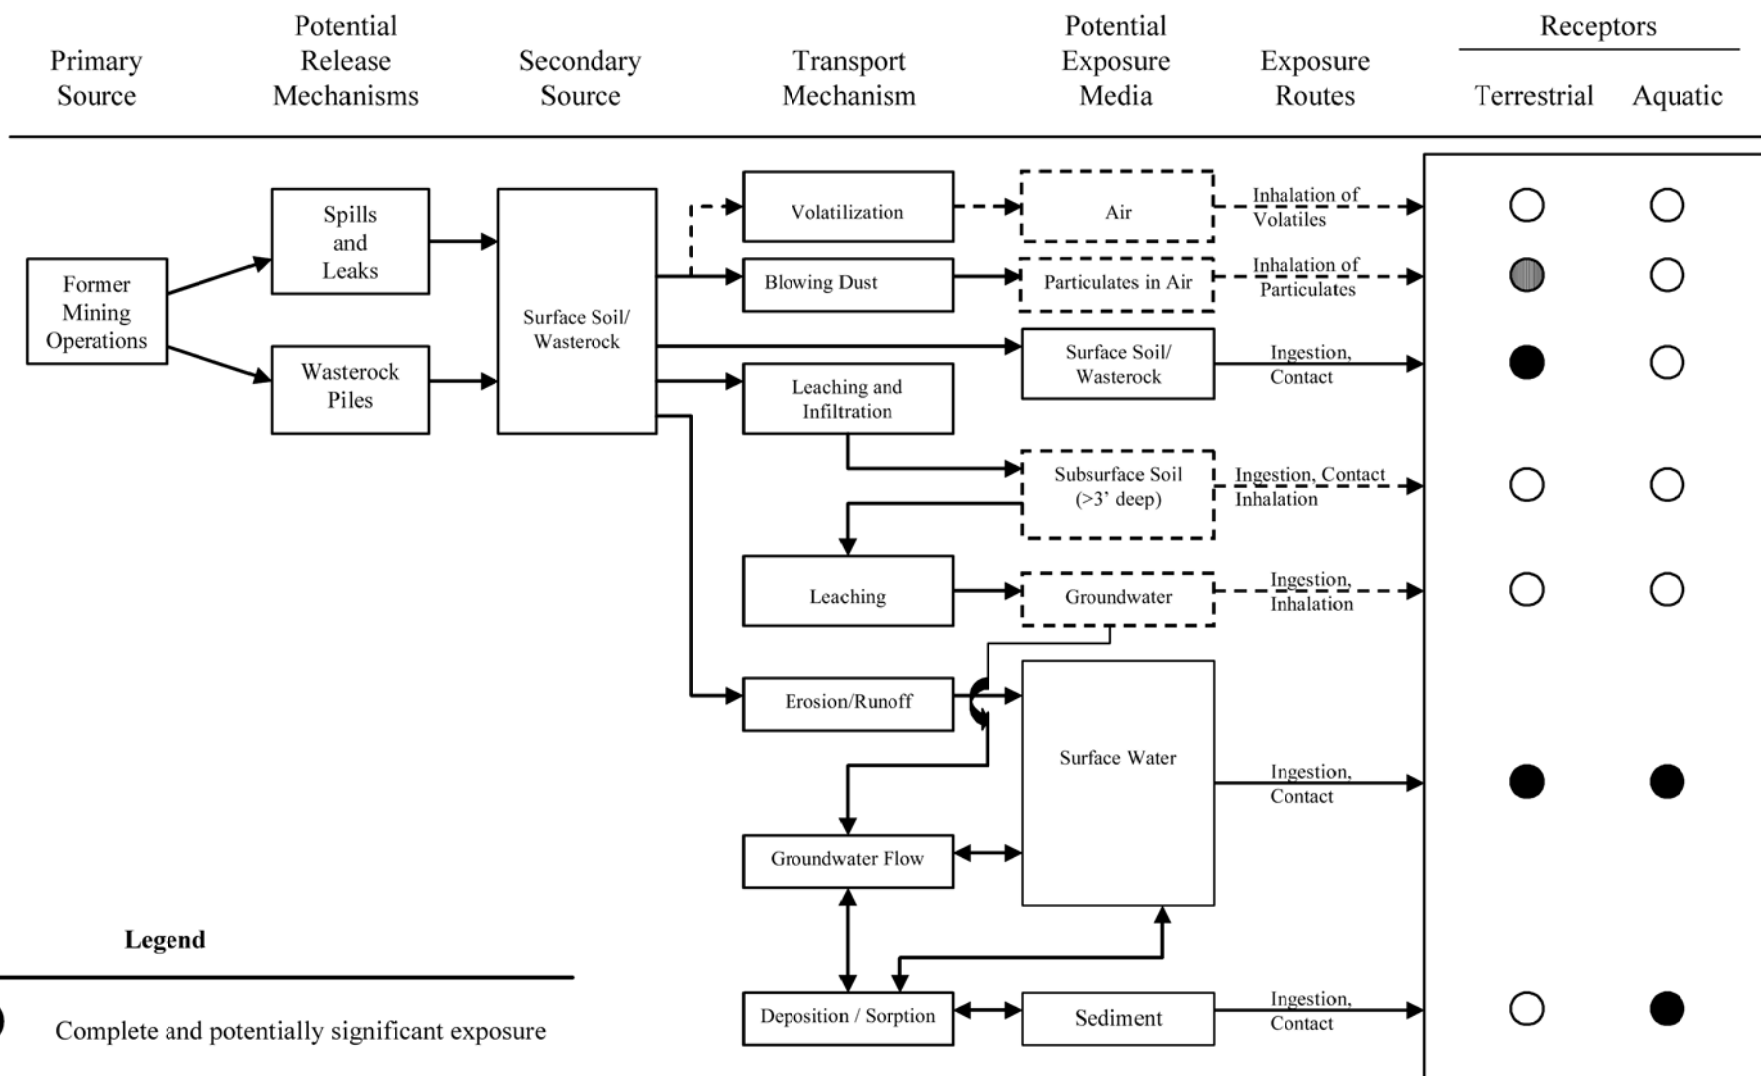 Potential
Potential
Receptors
Primary
Release
Secondary
Transport
Exposure
Exposure
Source
Mechanisms
Source
Mechanism
Media
Routes
Terrestrial
Aquatic
Former
Mining
Operations
Spills
and
Leaks
Wasterock
Piles
Surface Soil/
Wasterock
Volatilization
Air
Inhalation of
Volatiles
Blowing Dust
Particulates in Air
Inhalation of
Particulates
Surface Soil/
Wasterock
Ingestion,
Contact
Leaching and
Infiltration
Subsurface Soil
(>3’ deep)
Ingestion, Contact
Inhalation
Leaching
Groundwater
Ingestion,
Inhalation
Erosion/Runoff
Surface Water
Ingestion,
Contact
Groundwater Flow
Deposition / Sorption
Sediment
Ingestion,
Contact
Legend
Complete and potentially significant exposure